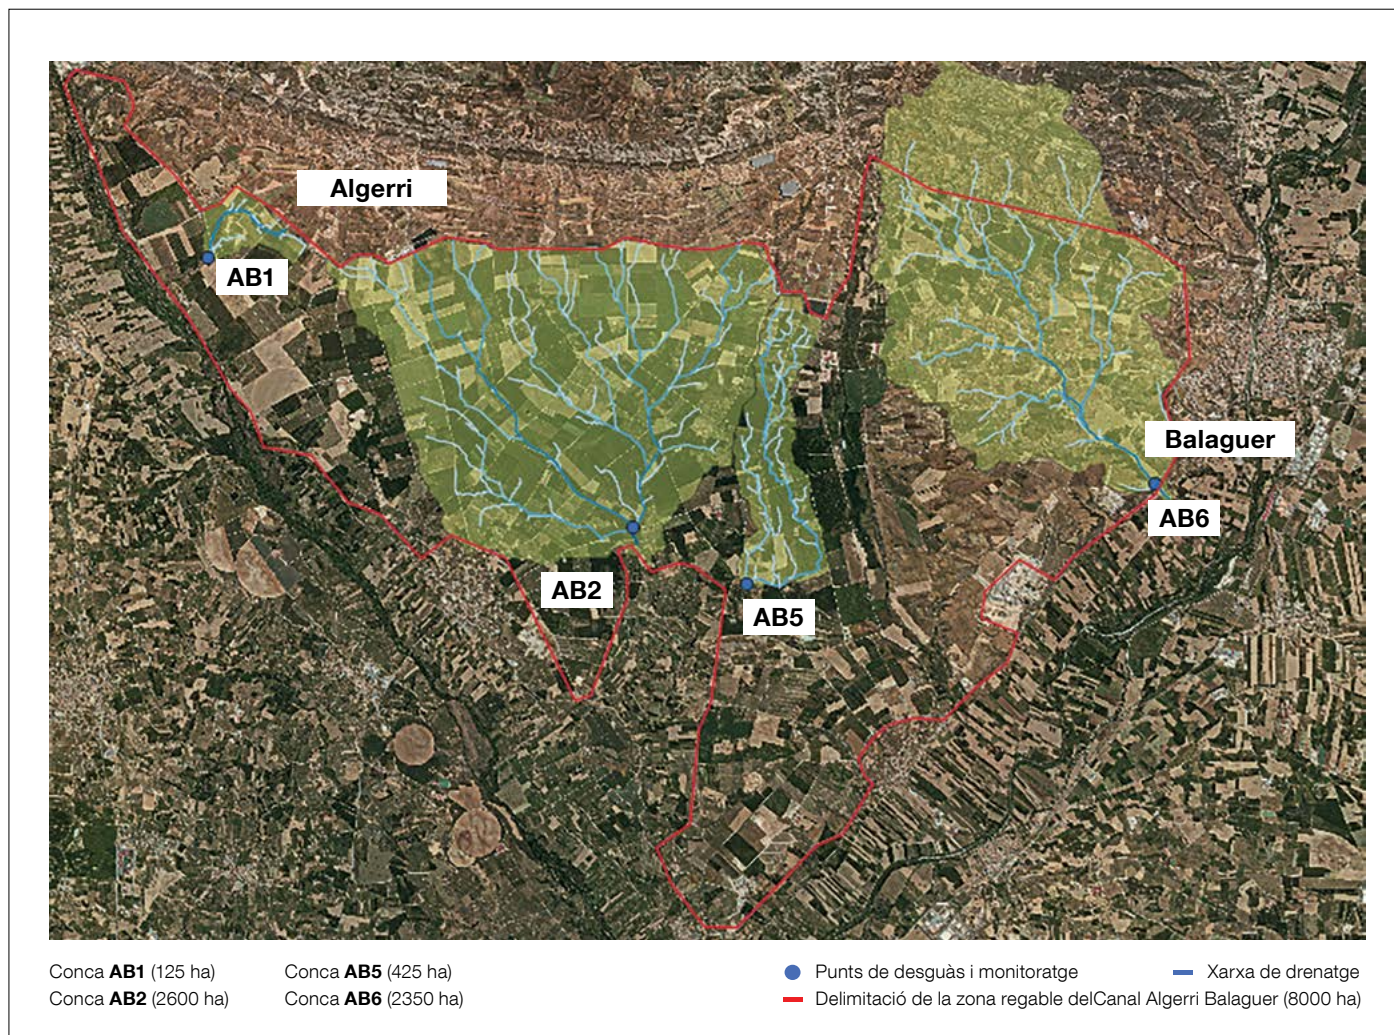 Algerri
AB1
Balaguer
AB6
AB2
AB5
Conca AB1 (125 ha)
Conca AB5 (425 ha)
Punts de desguàs i monitoratge
Xarxa de drenatge
Conca AB2 (2600 ha)
Conca AB6 (2350 ha)
Delimitació de la zona regable delCanal Algerri Balaguer (8000 ha)